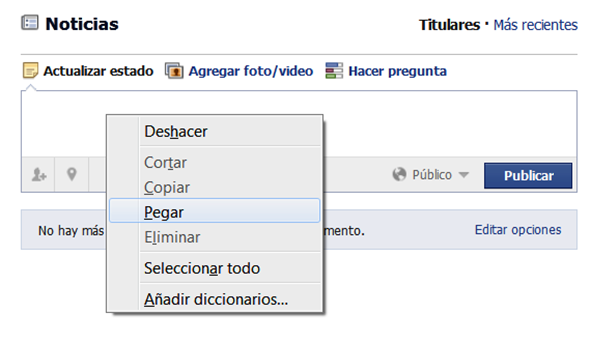 Noticias
Titulares · Más recientes
Actualizar estado Agregar foto/video Hacer pregunta
Deshacer
Cortar
Copiar
Pegar
Eliminar
Seleccionar todo
Añadir diccionarios...
Público Publicar
No hay más
mento. Editar opciones